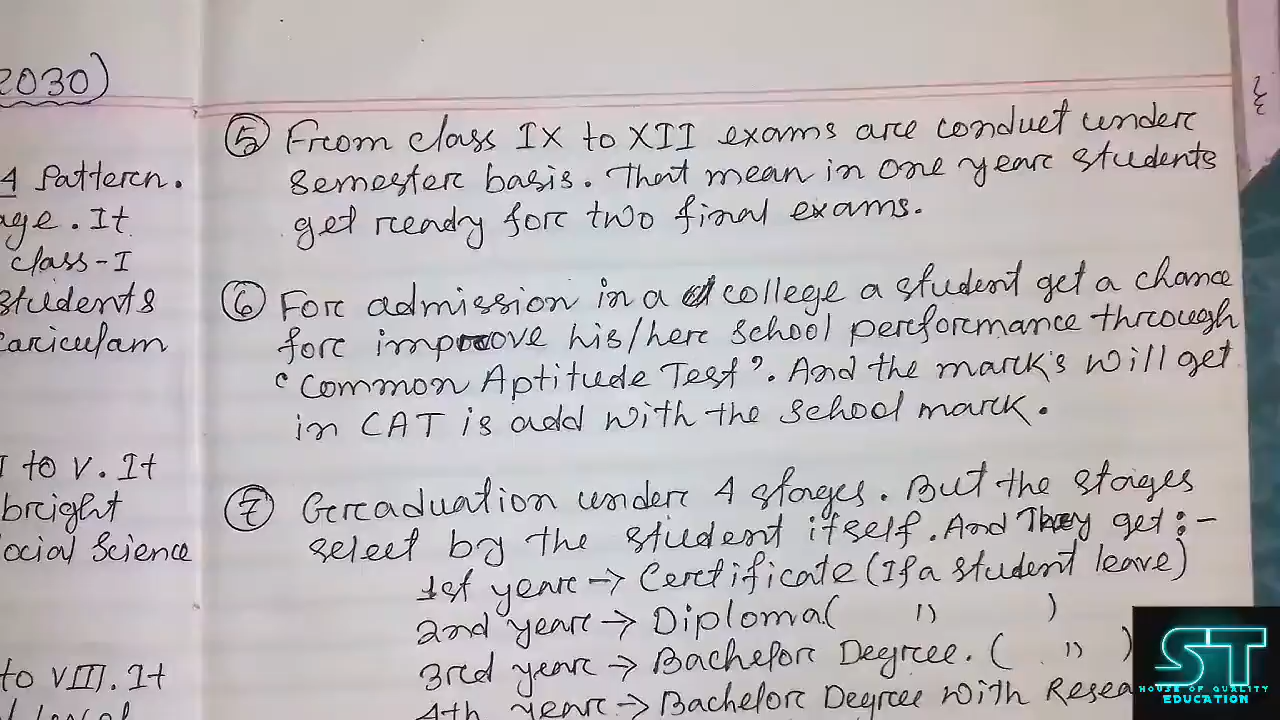 2030)
4 Pattern.
age. It
class-I
students
cariculam
I to V. It
bright
ocial Science
to VIII. It
⑤ From class IX to XII exams are conduct under
semester basis. That mean in one year students
get ready for two final exams.
⑥ For admission in a college a student get a chance
for improve his/her school performance through
'Common Aptitude Test'. And the mark's will get
in CAT is add with the school mark.
⑦ Graduation under 4 stages. But the stages
select by the student itself. And They get :-
1st year → Certificate (If a student leave)
2nd year → Diploma ( " )
3rd year → Bachelor Degree. ( " )
4th year → Bachelor Degree with Resea
ST
HOUSE OF QUALITY
EDUCATION